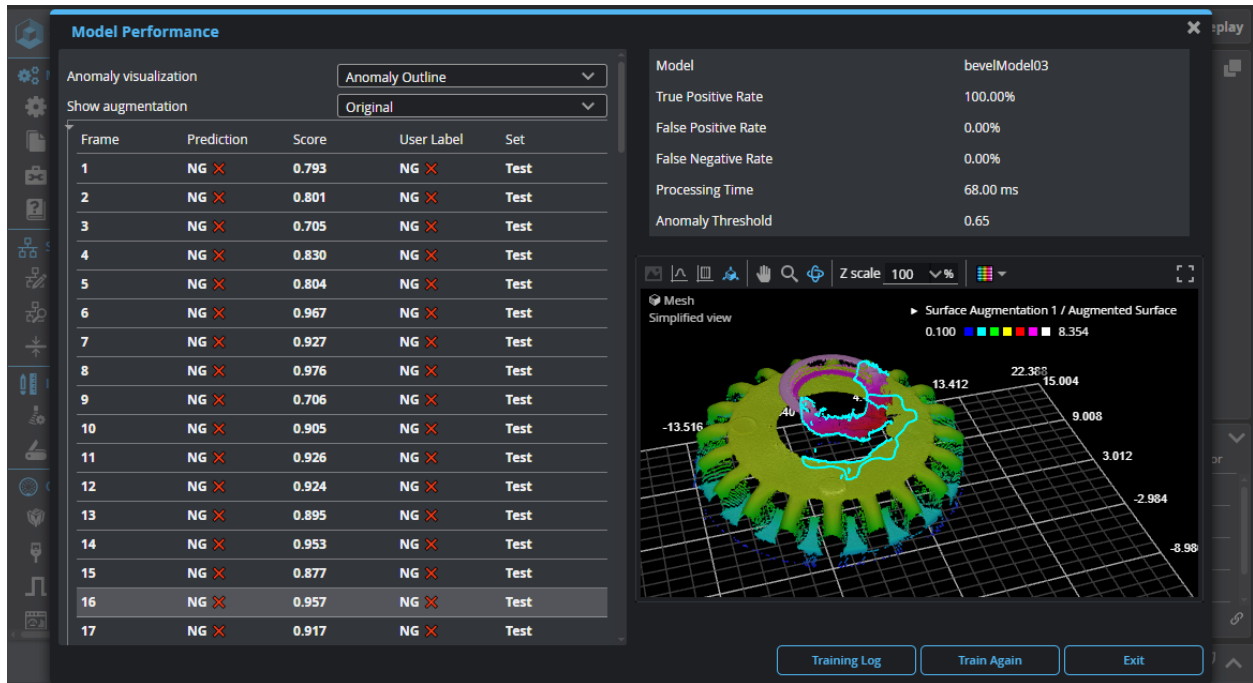 Model Performance
eplay
Anomaly visualization
Anomaly Outline
Show augmentation
Original
Frame Prediction Score User Label Set
1 NG 0.793 NG Test
2 NG 0.801 NG Test
3 NG 0.705 NG Test
4 NG 0.830 NG Test
5 NG 0.804 NG Test
6 NG 0.967 NG Test
7 NG 0.927 NG Test
8 NG 0.976 NG Test
9 NG 0.706 NG Test
10 NG 0.905 NG Test
11 NG 0.926 NG Test
12 NG 0.924 NG Test
13 NG 0.895 NG Test
14 NG 0.953 NG Test
15 NG 0.877 NG Test
16 NG 0.957 NG Test
17 NG 0.917 NG Test
Model bevelModel03
True Positive Rate 100.00%
False Positive Rate 0.00%
False Negative Rate 0.00%
Processing Time 68.00 ms
Anomaly Threshold 0.65
Z scale 100 %
Mesh
Simplified view
Surface Augmentation 1 / Augmented Surface
0.100 8.354
22.388
13.412
15.004
9.008
-13.516
3.012
-2.984
-8.98
or
Training Log
Train Again
Exit